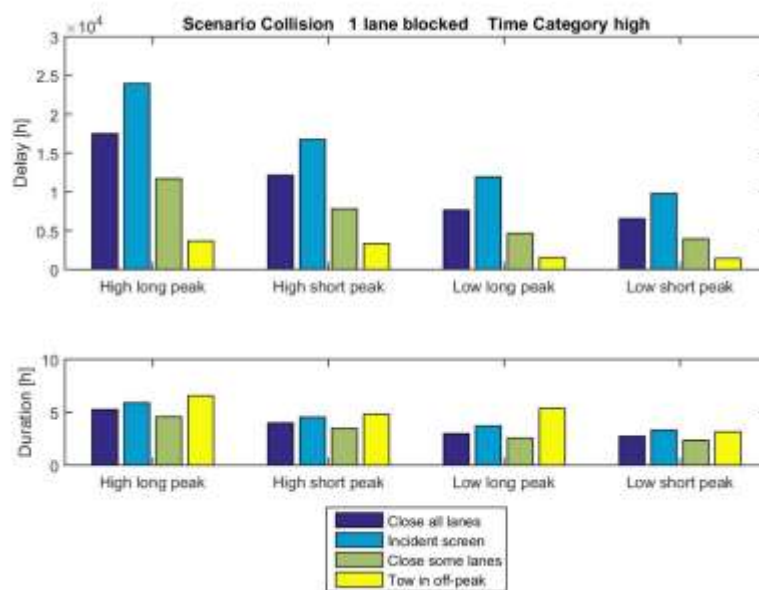 Scenario Collision 1 lane blocked Time Category high
×10⁴
3
2.5
2
1.5
1
0.5
0
Delay [h]
High long peak High short peak Low long peak Low short peak
10
5
0
Duration [h]
High long peak High short peak Low long peak Low short peak
Close all lanes
Incident screen
Close some lanes
Tow in off-peak